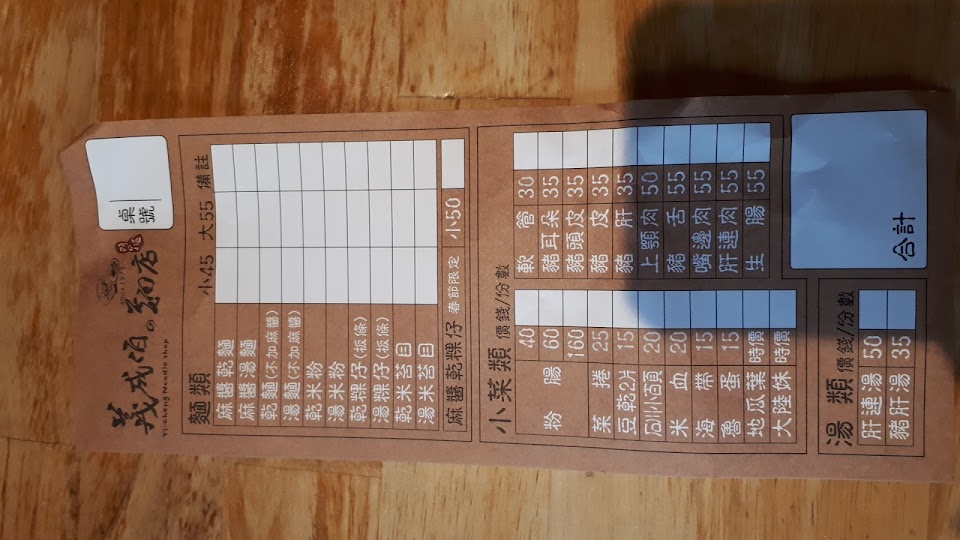 桌號
義成伯の麵店
Since 1971
Yi-Cheng Noodle shop
麵類 小45 大55 備註
麻醬乾麵
麻醬湯麵
乾麵(不加麻醬)
湯麵(不加麻醬)
乾米粉
湯米粉
乾粿仔(板條)
湯粿仔(板條)
乾米苔目
湯米苔目
麻醬乾粿仔 春節限定 小50
小菜類 價錢/份數
粉腸 40
60
160
菜捲 25
豆乾2片 15
米血 20
海帶 15
魯蛋 15
地瓜葉 時價
大陸妹 時價
軟管 30
豬耳朵 35
豬頭皮 35
豬皮 35
豬肝 35
上顎肉 50
豬舌 55
嘴邊肉 55
肝連肉 55
生腸 55
湯類 價錢/份數
肝連湯 50
豬肝湯 35
合計